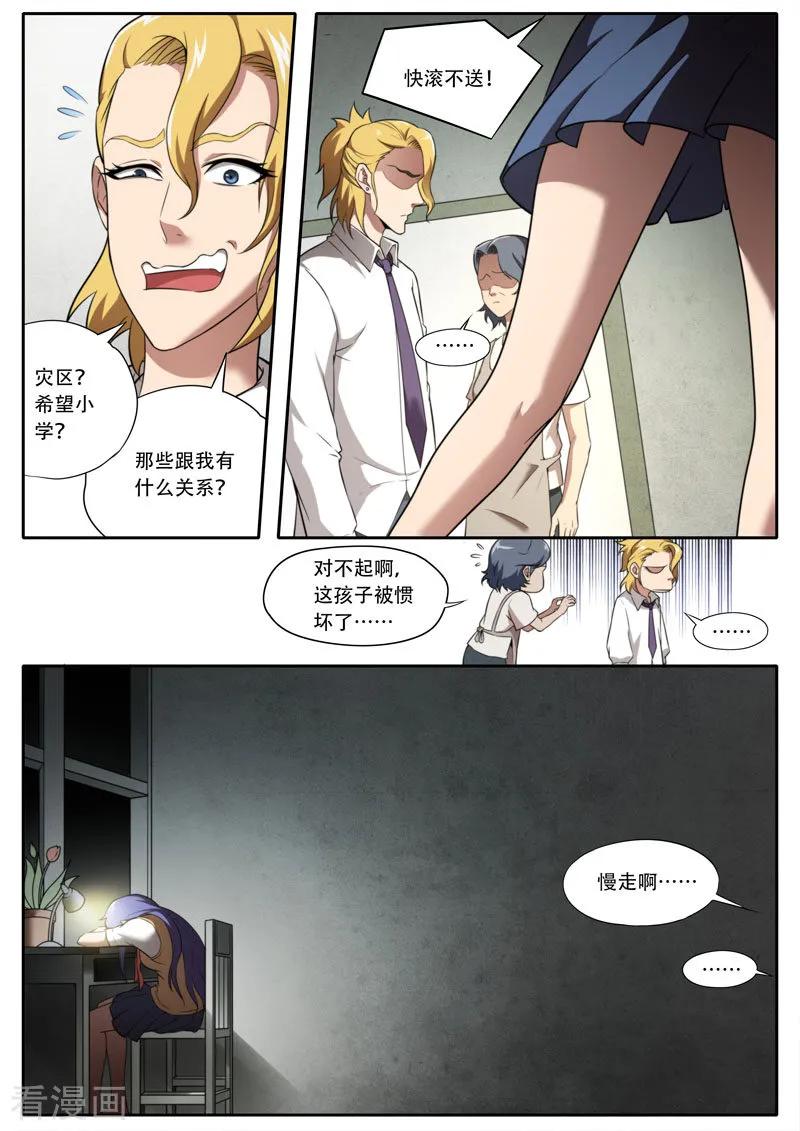 灾区？
希望小
学？
那些跟我有
什么关系？
快滚不送！
……
对不起啊，
这孩子被惯
坏了……
……
慢走啊……
……
看漫画